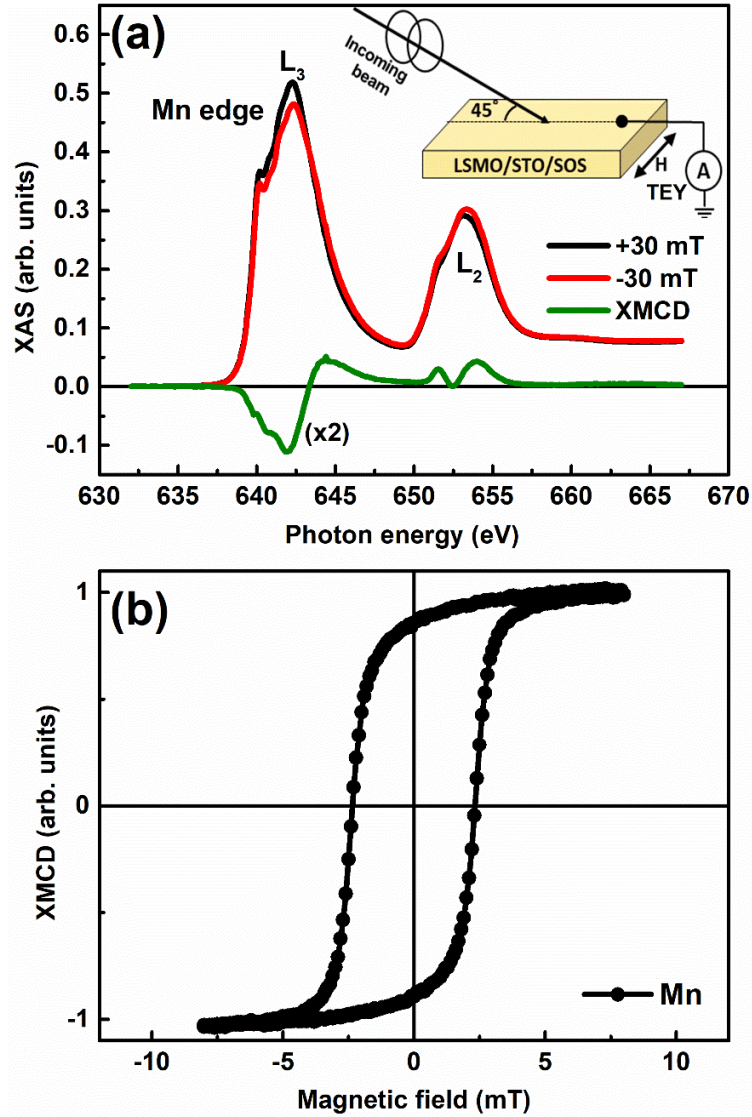 (a)
0.6
0.5
0.4
0.3
0.2
0.1
0.0
-0.1
XAS (arb. units)
L3
Mn edge
Incoming
beam
45°
LSMO/STO/SOS
H
TEY
A
+30 mT
-30 mT
XMCD
L2
(x2)
630 635 640 645 650 655 660 665 670
Photon energy (eV)
(b)
1
0
-1
XMCD (arb. units)
Mn
-10 -5 0 5 10
Magnetic field (mT)